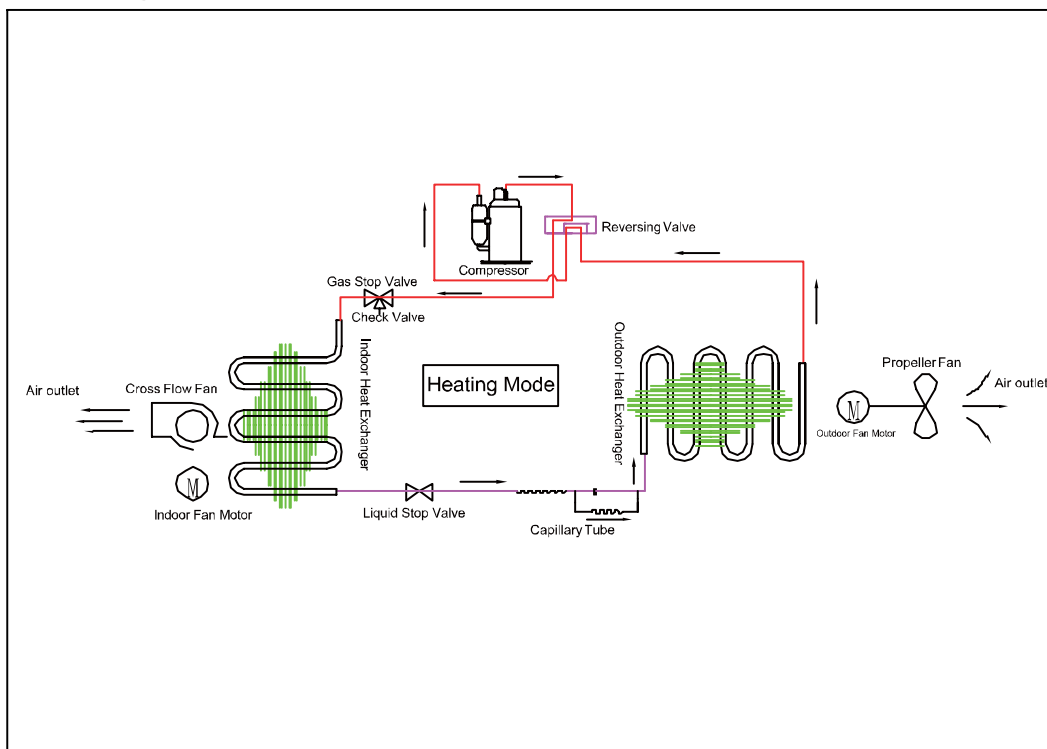 Reversing Valve
Compressor
Gas Stop Valve
Check Valve
Indoor Heat Exchanger
Heating Mode
Outdoor Heat Exchanger
Propeller Fan
Air outlet
Cross Flow Fan
Air outlet
M
Outdoor Fan Motor
M
Indoor Fan Motor
Liquid Stop Valve
Capillary Tube